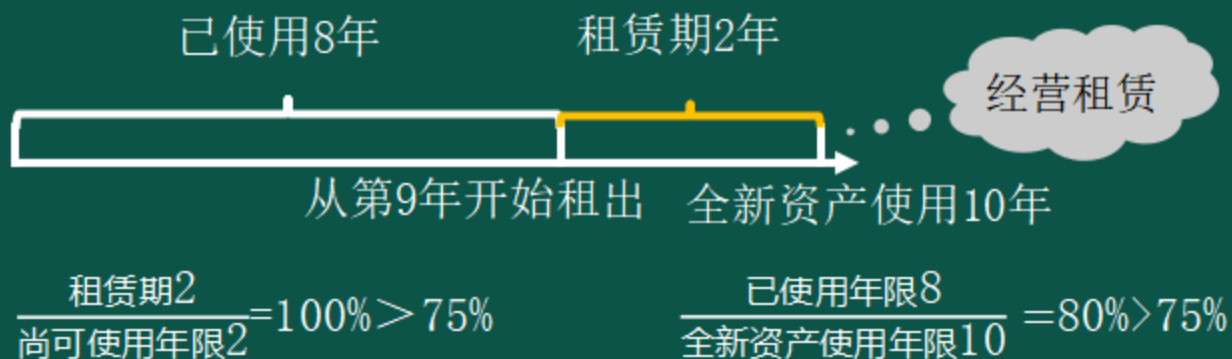 已使用8年
租赁期2年
经营租赁
从第9年开始租出
全新资产使用10年
租赁期2
尚可使用年限2
=100%>75%
已使用年限8
全新资产使用年限10
=80%>75%